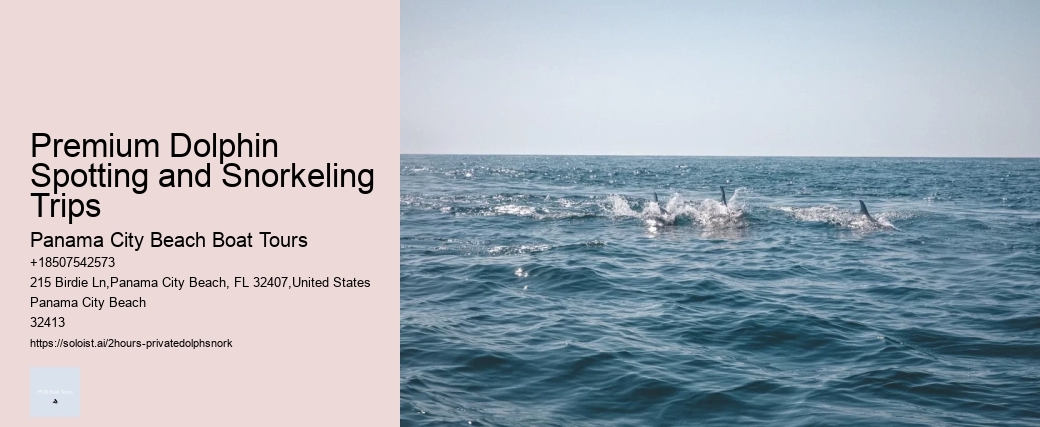 Premium Dolphin
Spotting and Snorkeling
Trips
Panama City Beach Boat Tours
+18507542573
215 Birdie Ln,Panama City Beach, FL 32407,United States
Panama City Beach
32413
https://soloist.ai/2hours-privatedolphsnork